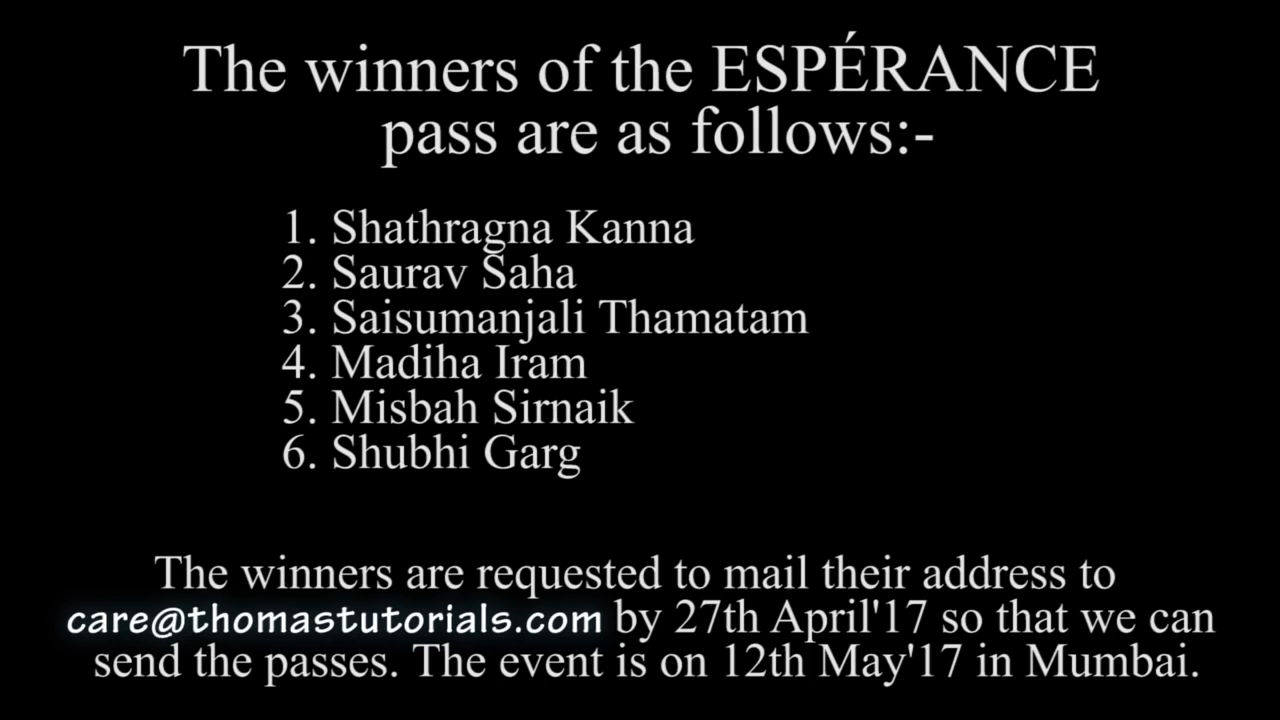 The winners of the ESPÉRANCE
pass are as follows:-
1. Shathragna Kanna
2. Saurav Saha
3. Saisumanjali Thamatam
4. Madiha Iram
5. Misbah Sirnaik
6. Shubhi Garg
The winners are requested to mail their address to
care@thomastutorials.com by 27th April'17 so that we can
send the passes. The event is on 12th May'17 in Mumbai.